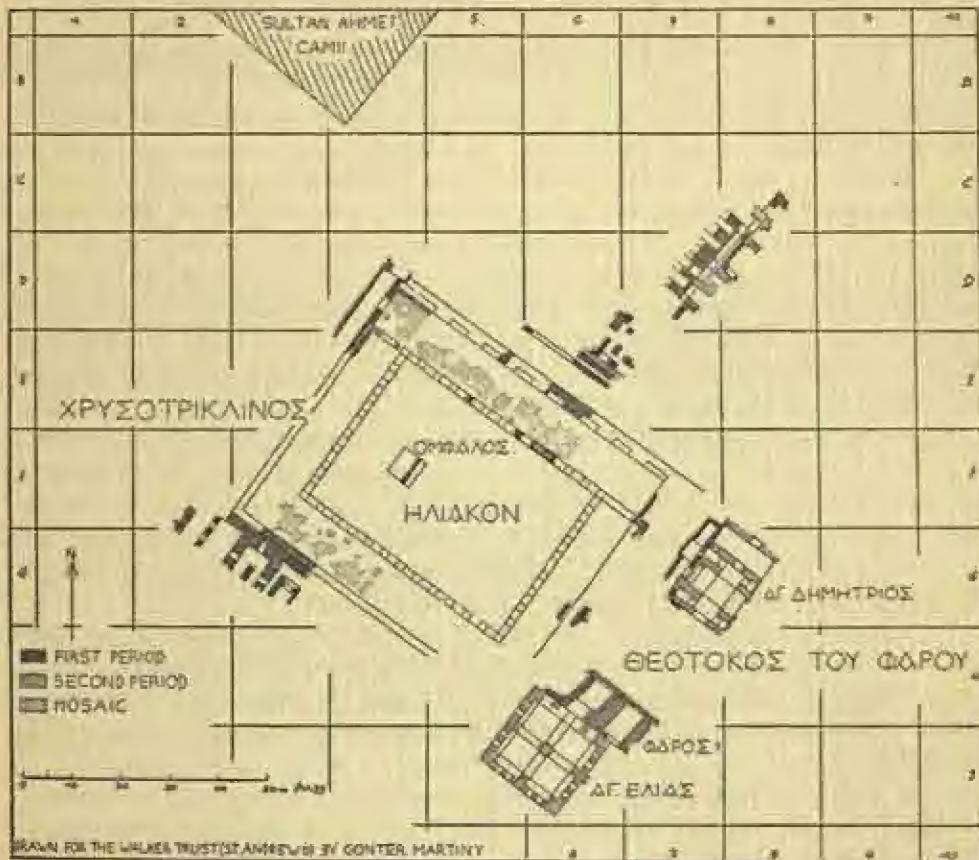 SULTAN AHMET
CAMII
ΧΡΥΣΟΤΡΙΚΛΙΝΟΣ
ΟΜΦΑΛΟΣ
ΗΛΙΑΚΟΝ
N
ΑΓ ΔΗΜΗΤΡΙΟΣ
FIRST PERIOD
SECOND PERIOD
MOSAIC
ΘΕΟΤΟΚΟΣ ΤΟΥ ΦΑΡΟΥ
ΦΑΡΟΣ
ΑΓ ΕΛΙΑΣ
DRAWN FOR THE WALKER TRUST (ST ANDREWS) BY GUNTER MARTINY